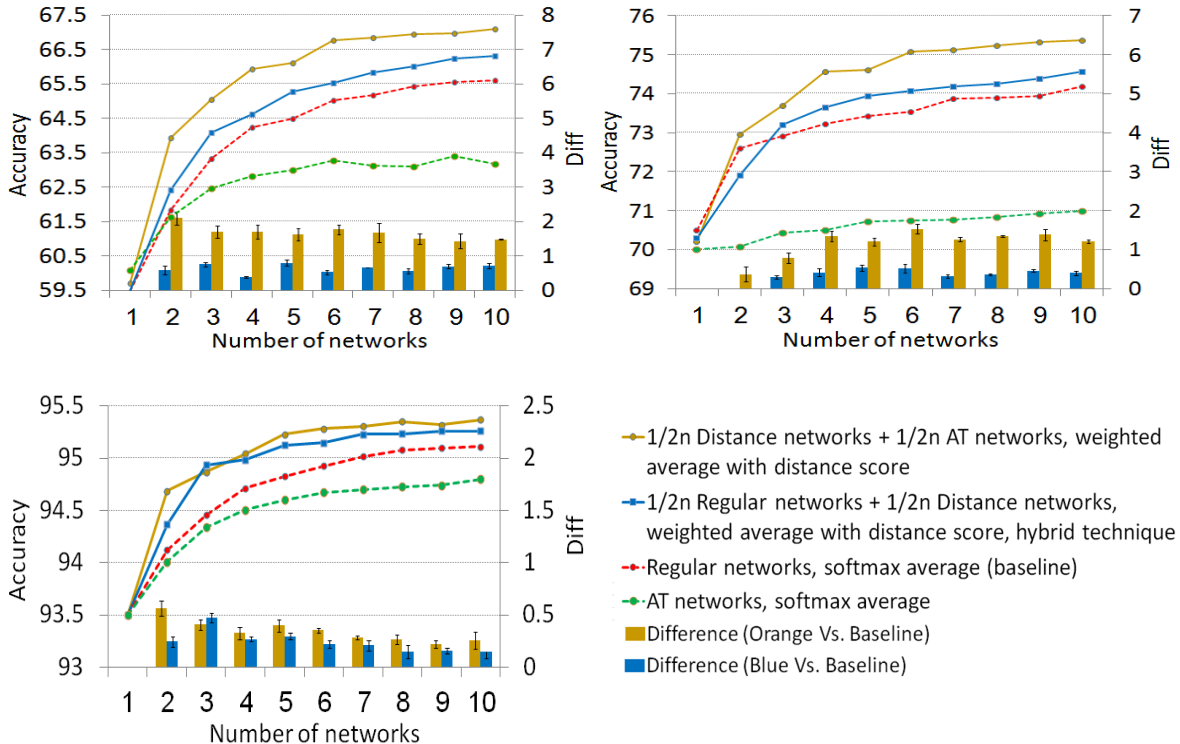 67.5
66.5
65.5
64.5
63.5
62.5
61.5
60.5
59.5
Accuracy
8
7
6
5
4
3
2
1
0
Diff
1 2 3 4 5 6 7 8 9 10
Number of networks
76
75
74
73
72
71
70
69
Accuracy
7
6
5
4
3
2
1
0
Diff
1 2 3 4 5 6 7 8 9 10
Number of networks
95.5
95
94.5
94
93.5
93
Accuracy
2.5
2
1.5
1
0.5
0
Diff
1 2 3 4 5 6 7 8 9 10
Number of networks
1/2n Distance networks + 1/2n AT networks, weighted
average with distance score
1/2n Regular networks + 1/2n Distance networks,
weighted average with distance score, hybrid technique
Regular networks, softmax average (baseline)
AT networks, softmax average
Difference (Orange Vs. Baseline)
Difference (Blue Vs. Baseline)